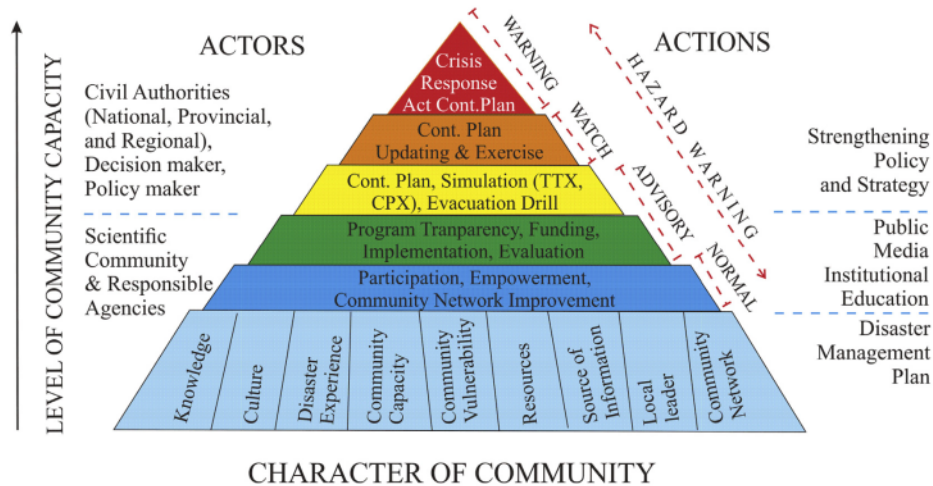 LEVEL OF COMMUNITY CAPACITY
ACTORS
Civil Authorities
(National, Provincial,
and Regional),
Decision maker,
Policy maker
Scientific
Community
& Responsible
Agencies
Crisis
Response
Act Cont.Plan
Cont. Plan
Updating & Exercise
Cont. Plan, Simulation (TTX,
CPX), Evacuation Drill
Program Tranparency, Funding,
Implementation, Evaluation
Participation, Empowerment,
Community Network Improvement
Knowledge
Culture
Disaster
Experience
Community
Capacity
Community
Vulnerability
Resources
Source of
Information
Local
leader
Community
Network
WARNING
WATCH
ADVISORY
NORMAL
HAZARD WARNING
ACTIONS
Strengthening
Policy
and Strategy
Public
Media
Institutional
Education
Disaster
Management
Plan
CHARACTER OF COMMUNITY